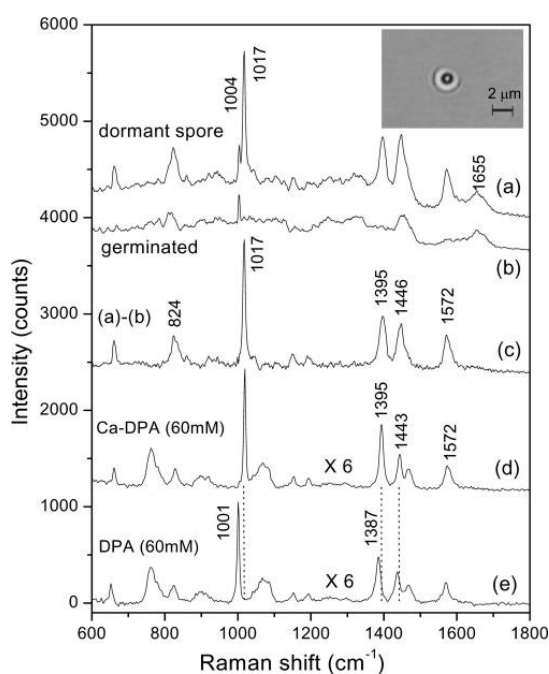 6000
5000
4000
3000
2000
1000
0
Intensity (counts)
600 800 1000 1200 1400 1600 1800
Raman shift (cm⁻¹)
2 μm
1004
1017
dormant spore
1655
(a)
germinated
(b)
1017
(a)-(b)
824
1395
1446
1572
(c)
Ca-DPA (60mM)
X 6
1395
1443
1572
(d)
DPA (60mM)
1001
X 6
1387
(e)